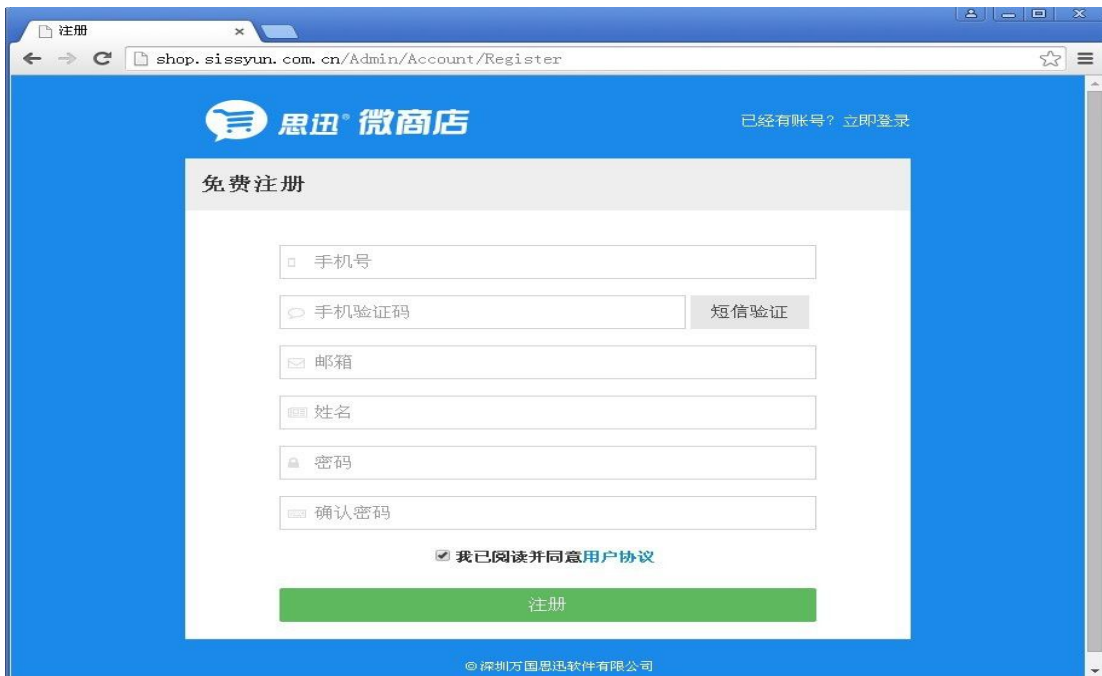 注册
shop.sissyun.com.cn/Admin/Account/Register
思迅® 微商店
已经有账号？立即登录
免费注册
手机号
手机验证码
短信验证
邮箱
姓名
密码
确认密码
我已阅读并同意用户协议
注册
©深圳万国思迅软件有限公司